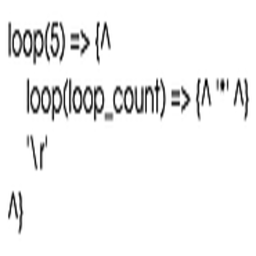 loop(5) => {^
loop(loop_count) => {^ '*' ^}
'\r'
^}